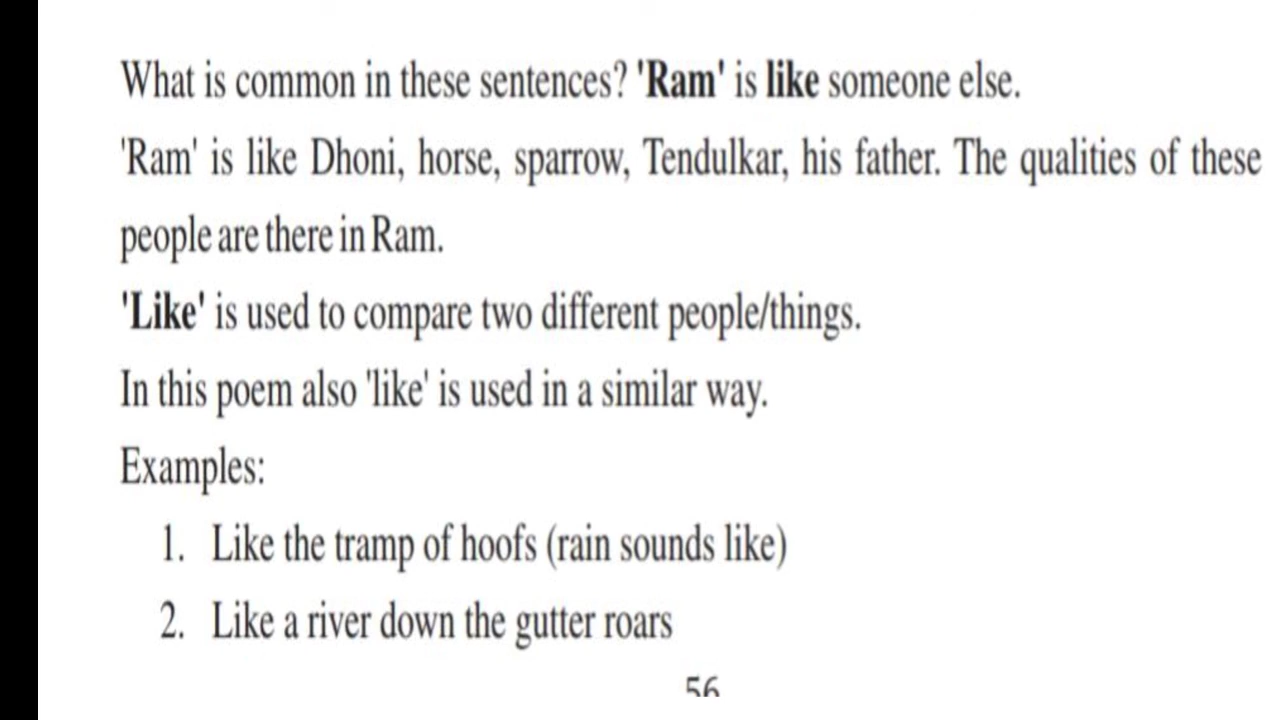 What is common in these sentences? 'Ram' is like someone else.
'Ram' is like Dhoni, horse, sparrow, Tendulkar, his father. The qualities of these
people are there in Ram.
'Like' is used to compare two different people/things.
In this poem also 'like' is used in a similar way.
Examples:
1. Like the tramp of hoofs (rain sounds like)
2. Like a river down the gutter roars
56